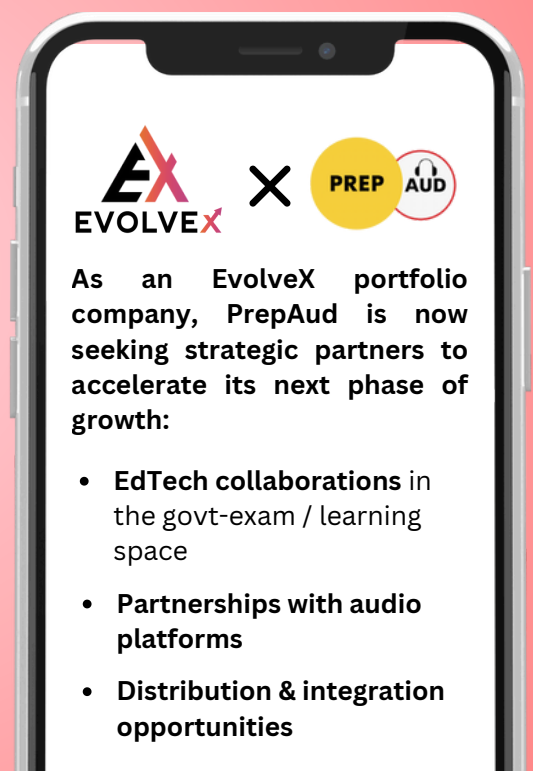 EX
EVOLVEX
X
PREP
AUD
As an EvolveX portfolio
company, PrepAud is now
seeking strategic partners to
accelerate its next phase of
growth:
• EdTech collaborations in
the govt-exam / learning
space
• Partnerships with audio
platforms
• Distribution & integration
opportunities